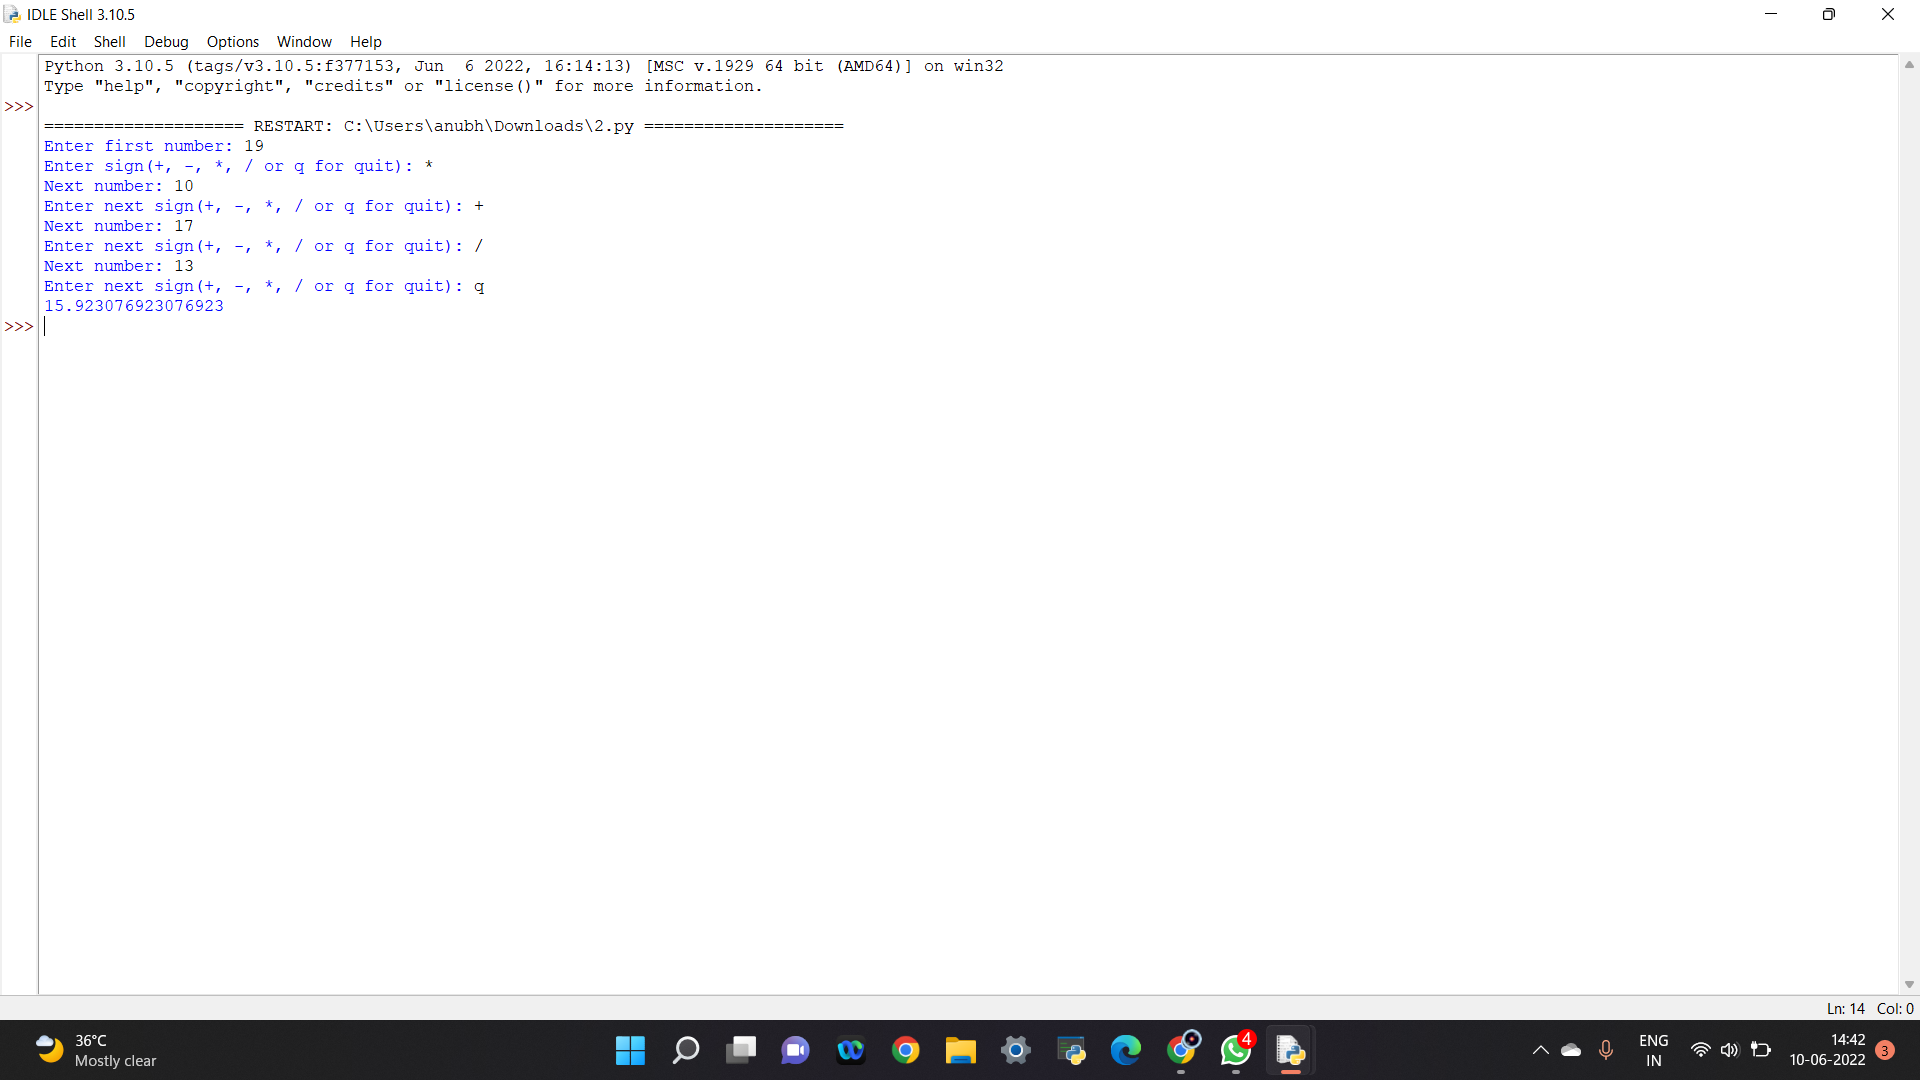 IDLE Shell 3.10.5
File Edit Shell Debug Options Window Help
Python 3.10.5 (tags/v3.10.5:f377153, Jun  6 2022, 16:14:13) [MSC v.1929 64 bit (AMD64)] on win32
Type "help", "copyright", "credits" or "license()" for more information.
>>>
==================== RESTART: C:\Users\anubh\Downloads\2.py ====================
Enter first number: 19
Enter sign(+, -, *, / or q for quit): *
Next number: 10
Enter next sign(+, -, *, / or q for quit): +
Next number: 17
Enter next sign(+, -, *, / or q for quit): /
Next number: 13
Enter next sign(+, -, *, / or q for quit): q
15.923076923076923
>>>
Ln: 14 Col: 0
36°C
Mostly clear
4
ENG
IN
14:42
10-06-2022
3